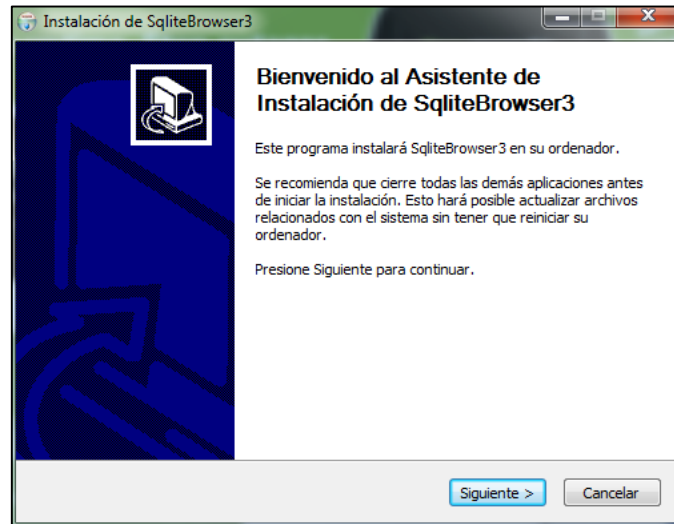 Instalación de SqliteBrowser3
Bienvenido al Asistente de
Instalación de SqliteBrowser3
Este programa instalará SqliteBrowser3 en su ordenador.
Se recomienda que cierre todas las demás aplicaciones antes
de iniciar la instalación. Esto hará posible actualizar archivos
relacionados con el sistema sin tener que reiniciar su
ordenador.
Presione Siguiente para continuar.
Siguiente >
Cancelar